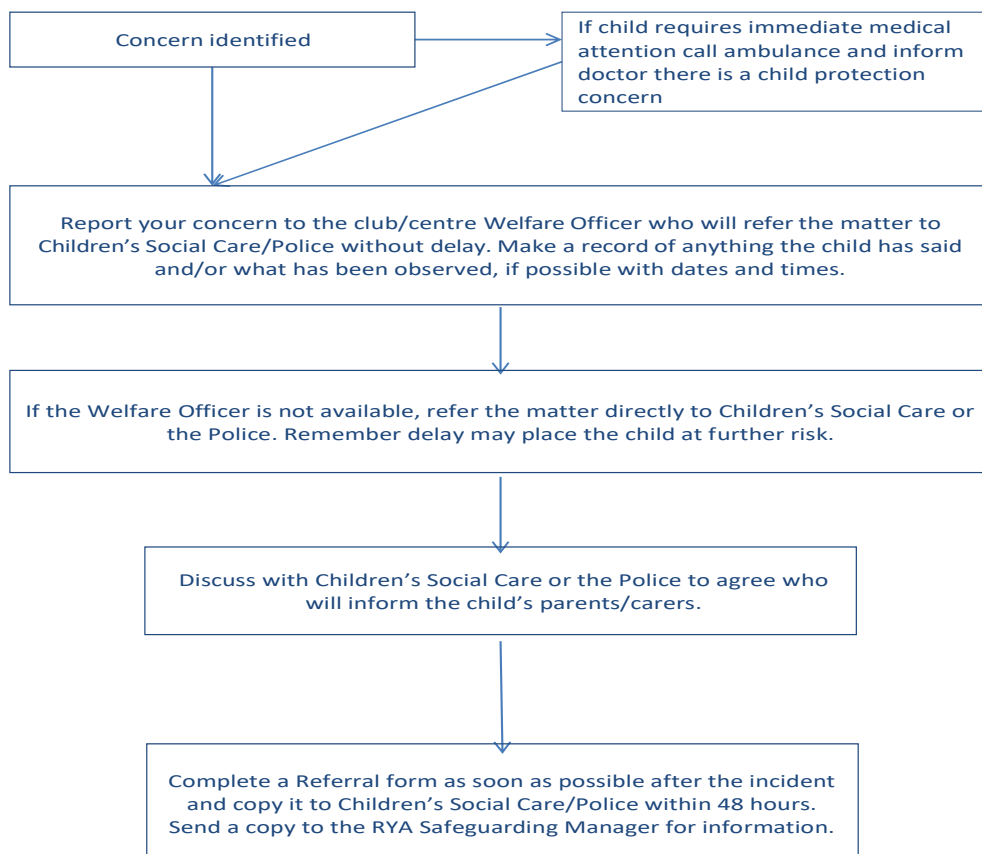 Concern identified
If child requires immediate medical
attention call ambulance and inform
doctor there is a child protection
concern
Report your concern to the club/centre Welfare Officer who will refer the matter to
Children’s Social Care/Police without delay. Make a record of anything the child has said
and/or what has been observed, if possible with dates and times.
If the Welfare Officer is not available, refer the matter directly to Children’s Social Care or
the Police. Remember delay may place the child at further risk.
Discuss with Children’s Social Care or the Police to agree who
will inform the child’s parents/carers.
Complete a Referral form as soon as possible after the incident
and copy it to Children’s Social Care/Police within 48 hours.
Send a copy to the RYA Safeguarding Manager for information.